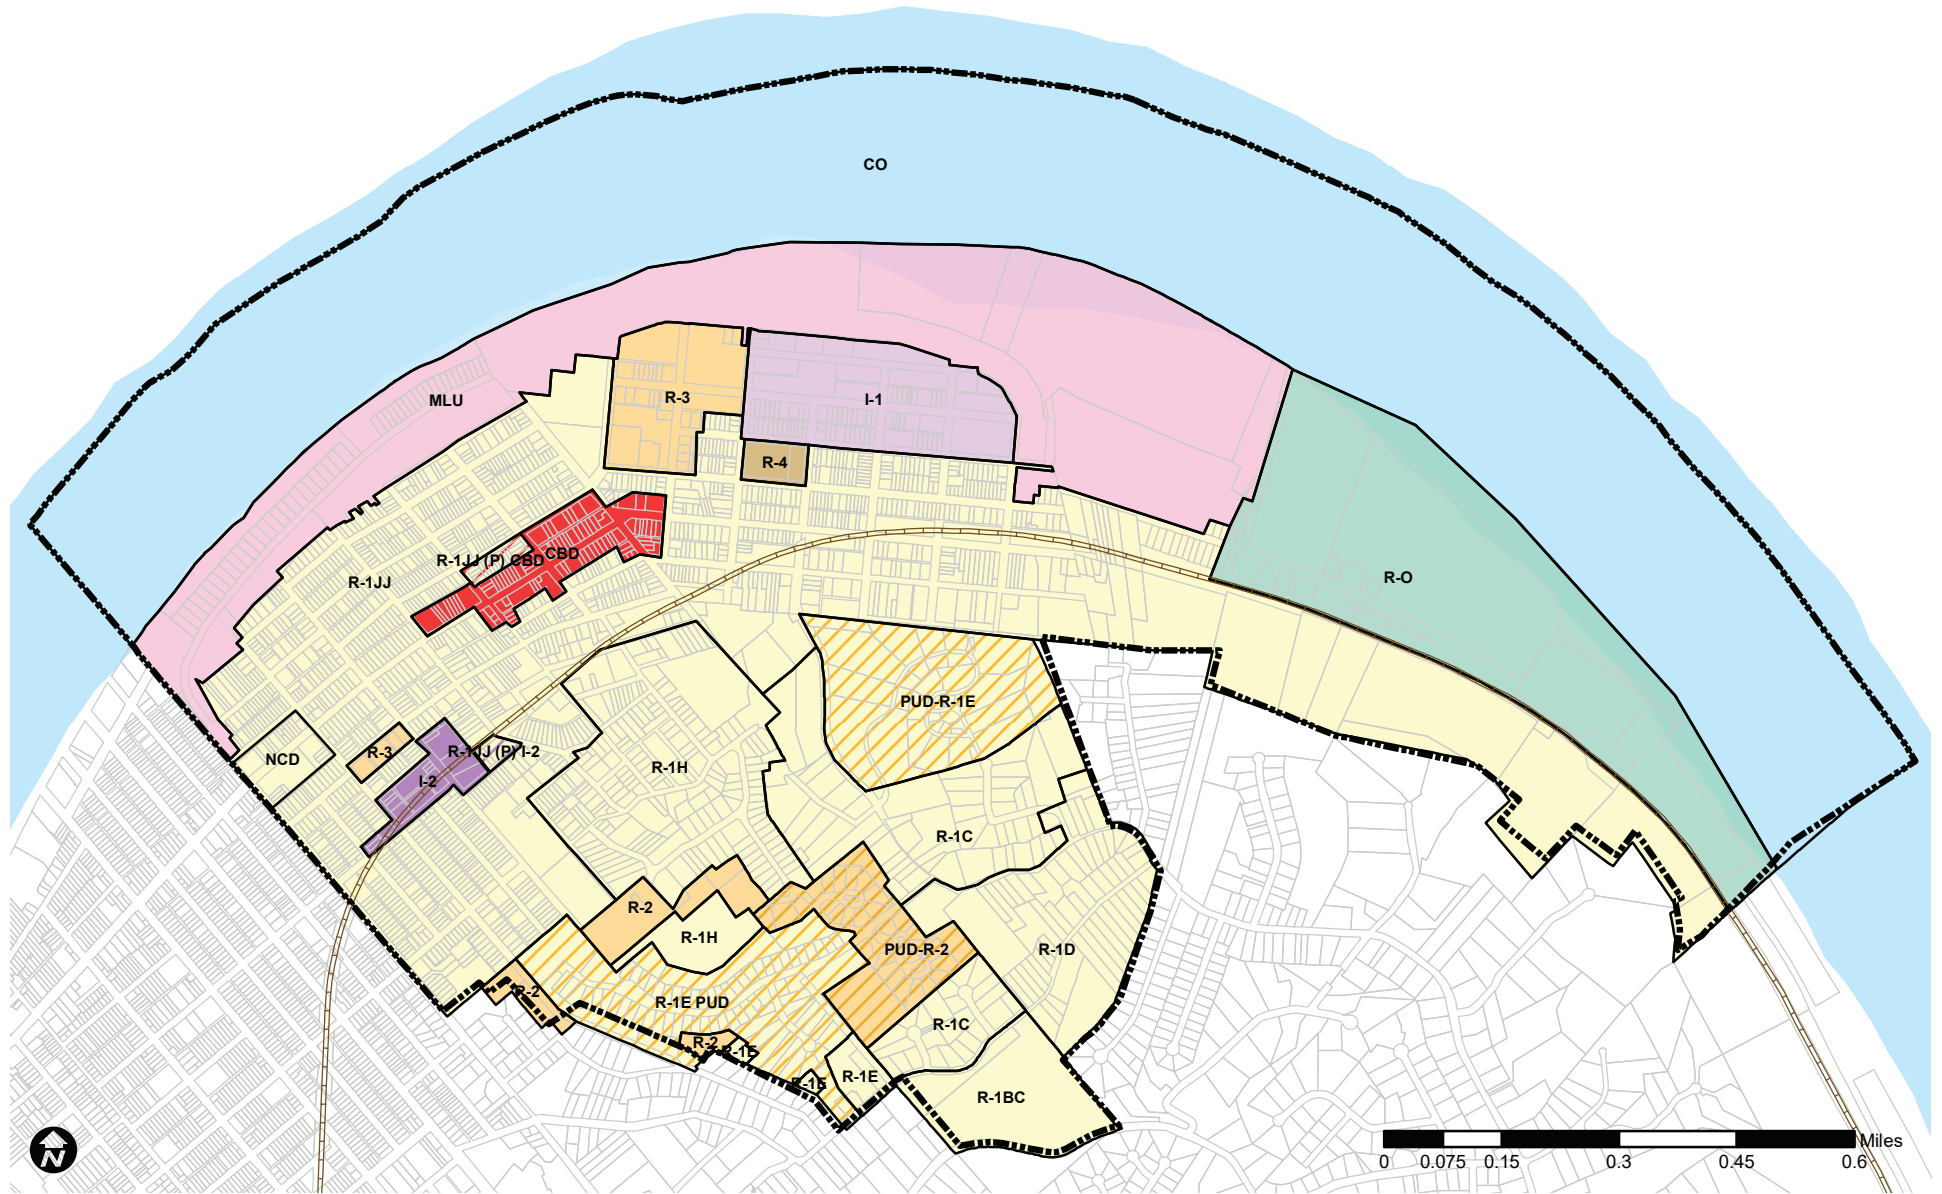 CO
MLU
R-3
I-1
R-4
R-1JJ (P) CBD
CBD
R-1JJ
R-O
PUD-R-1E
NCD
R-3
R-1JJ (P) I-2
I-2
R-1H
R-1C
R-2
R-1H
PUD-R-2
R-1D
R-2
R-1E PUD
R-1C
R-2
R-1E
R-1E
R-1E
R-1BC
N
Miles
0 0.075 0.15 0.3 0.45 0.6